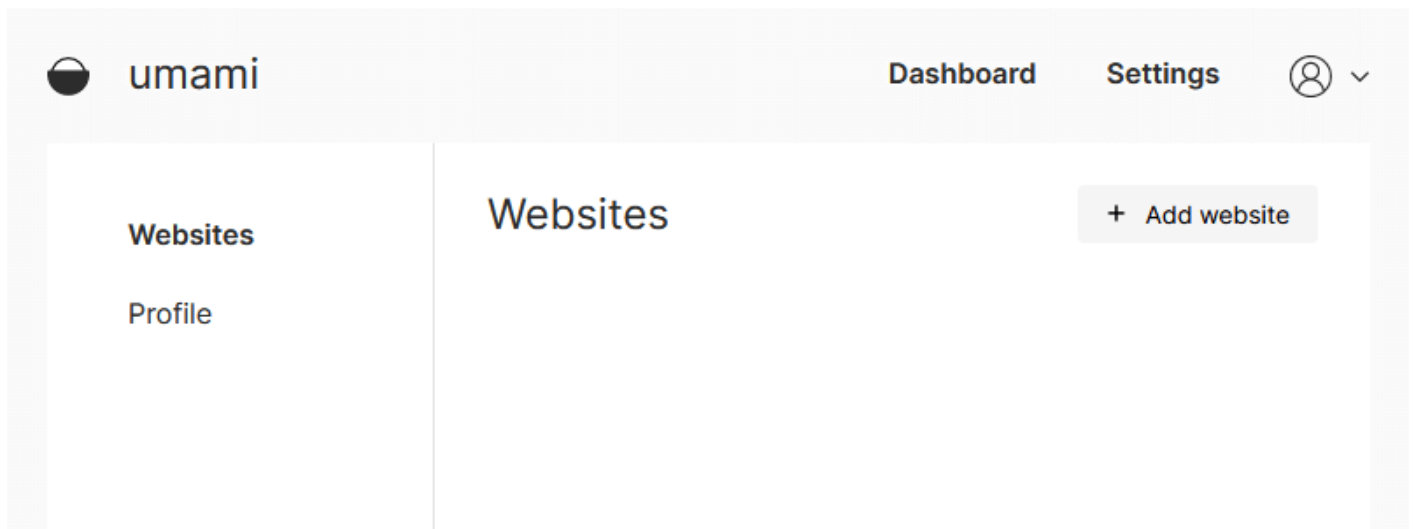 umami
Dashboard
Settings
Websites
Profile
Websites
+ Add website